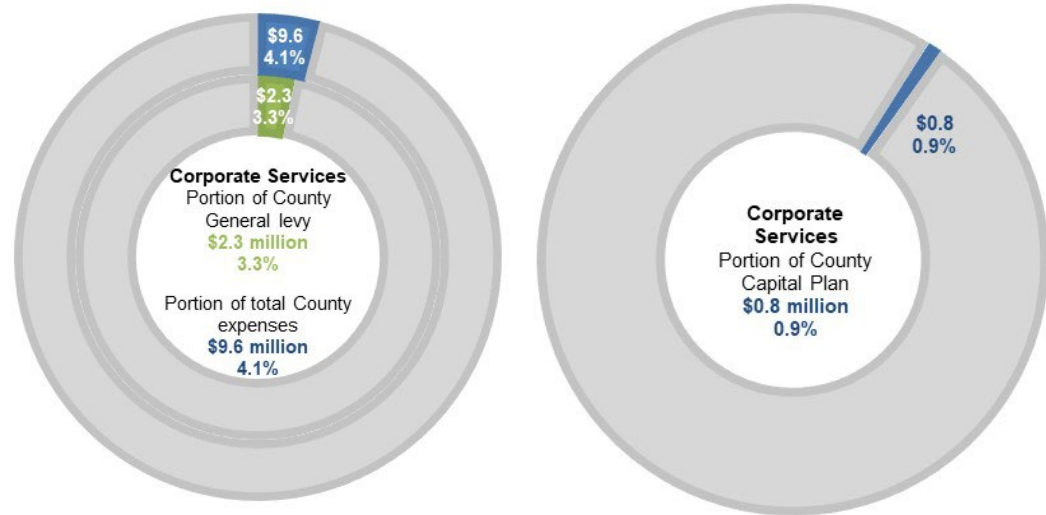 $9.6
4.1%
$2.3
3.3%
Corporate Services
Portion of County
General levy
$2.3 million
3.3%
Portion of total County
expenses
$9.6 million
4.1%
$0.8
0.9%
Corporate
Services
Portion of County
Capital Plan
$0.8 million
0.9%